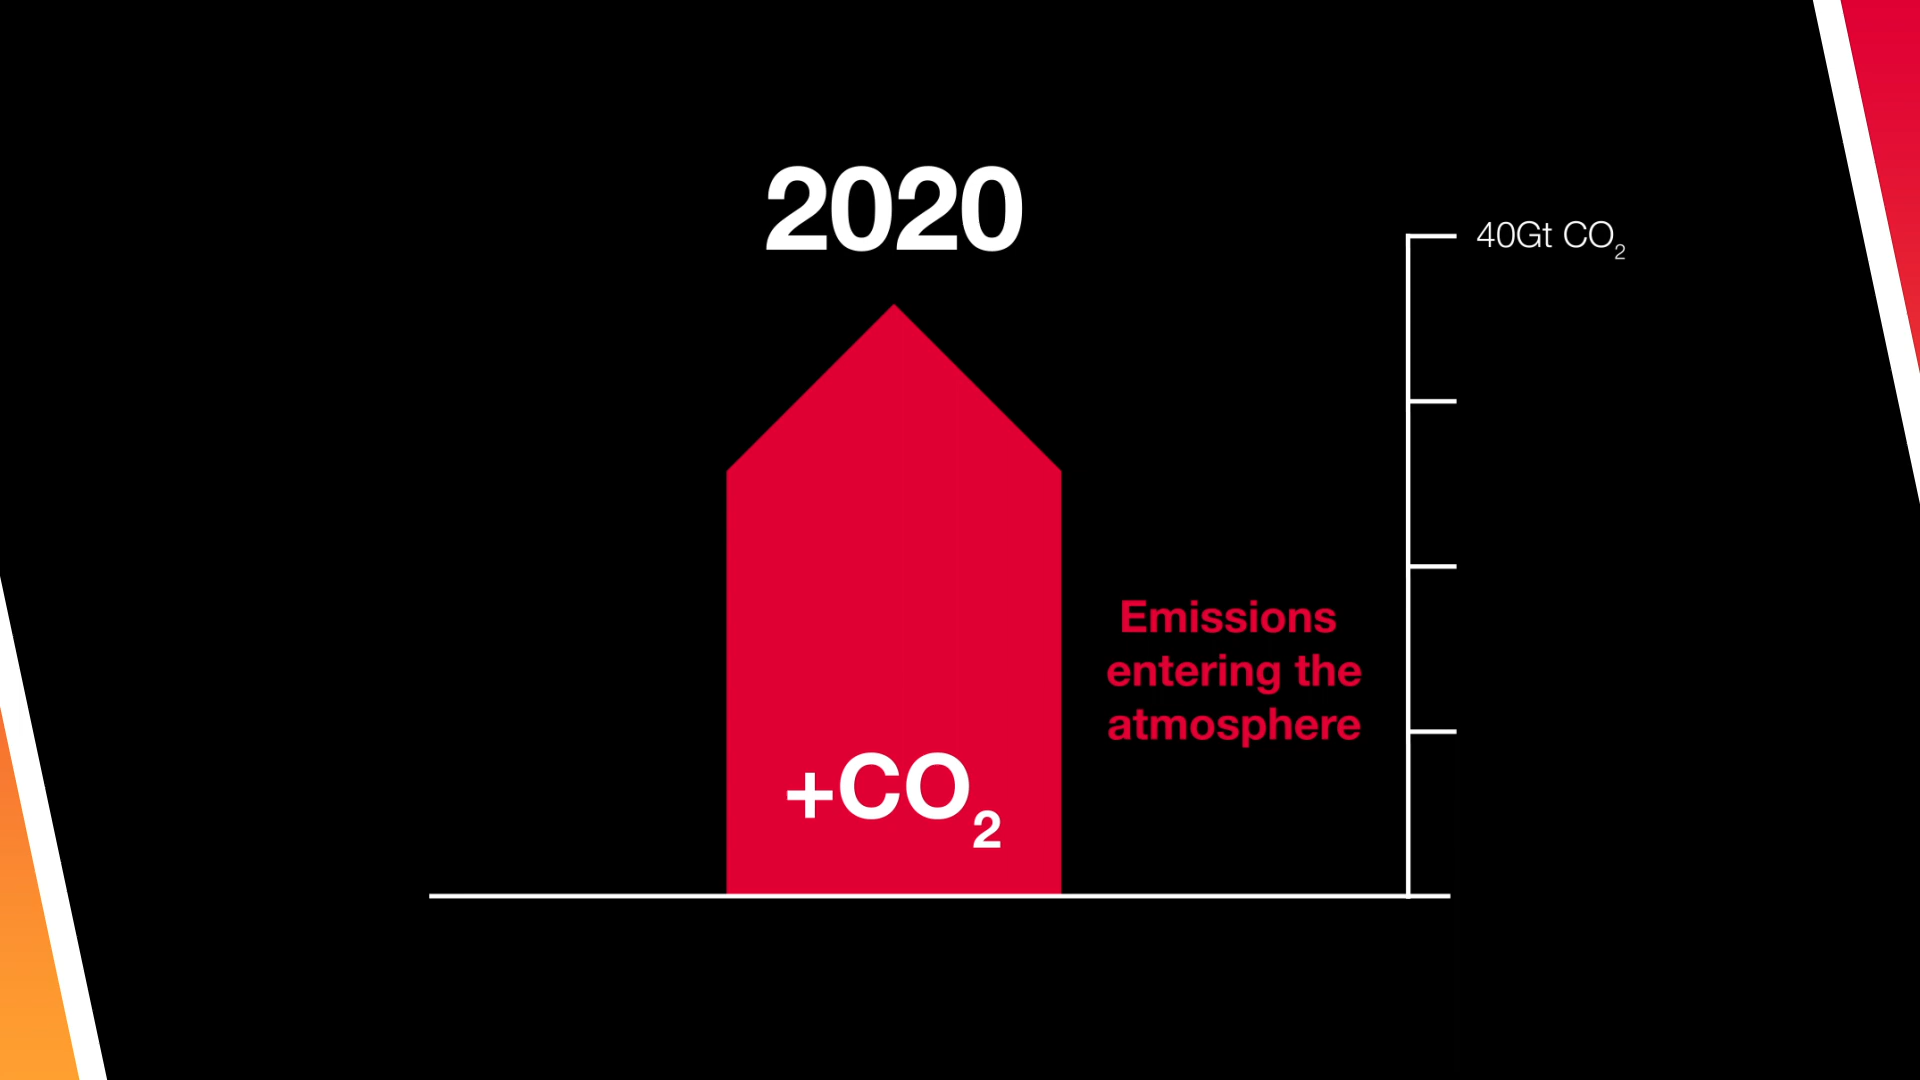 2020
40Gt CO₂
Emissions
entering the
atmosphere
+CO₂